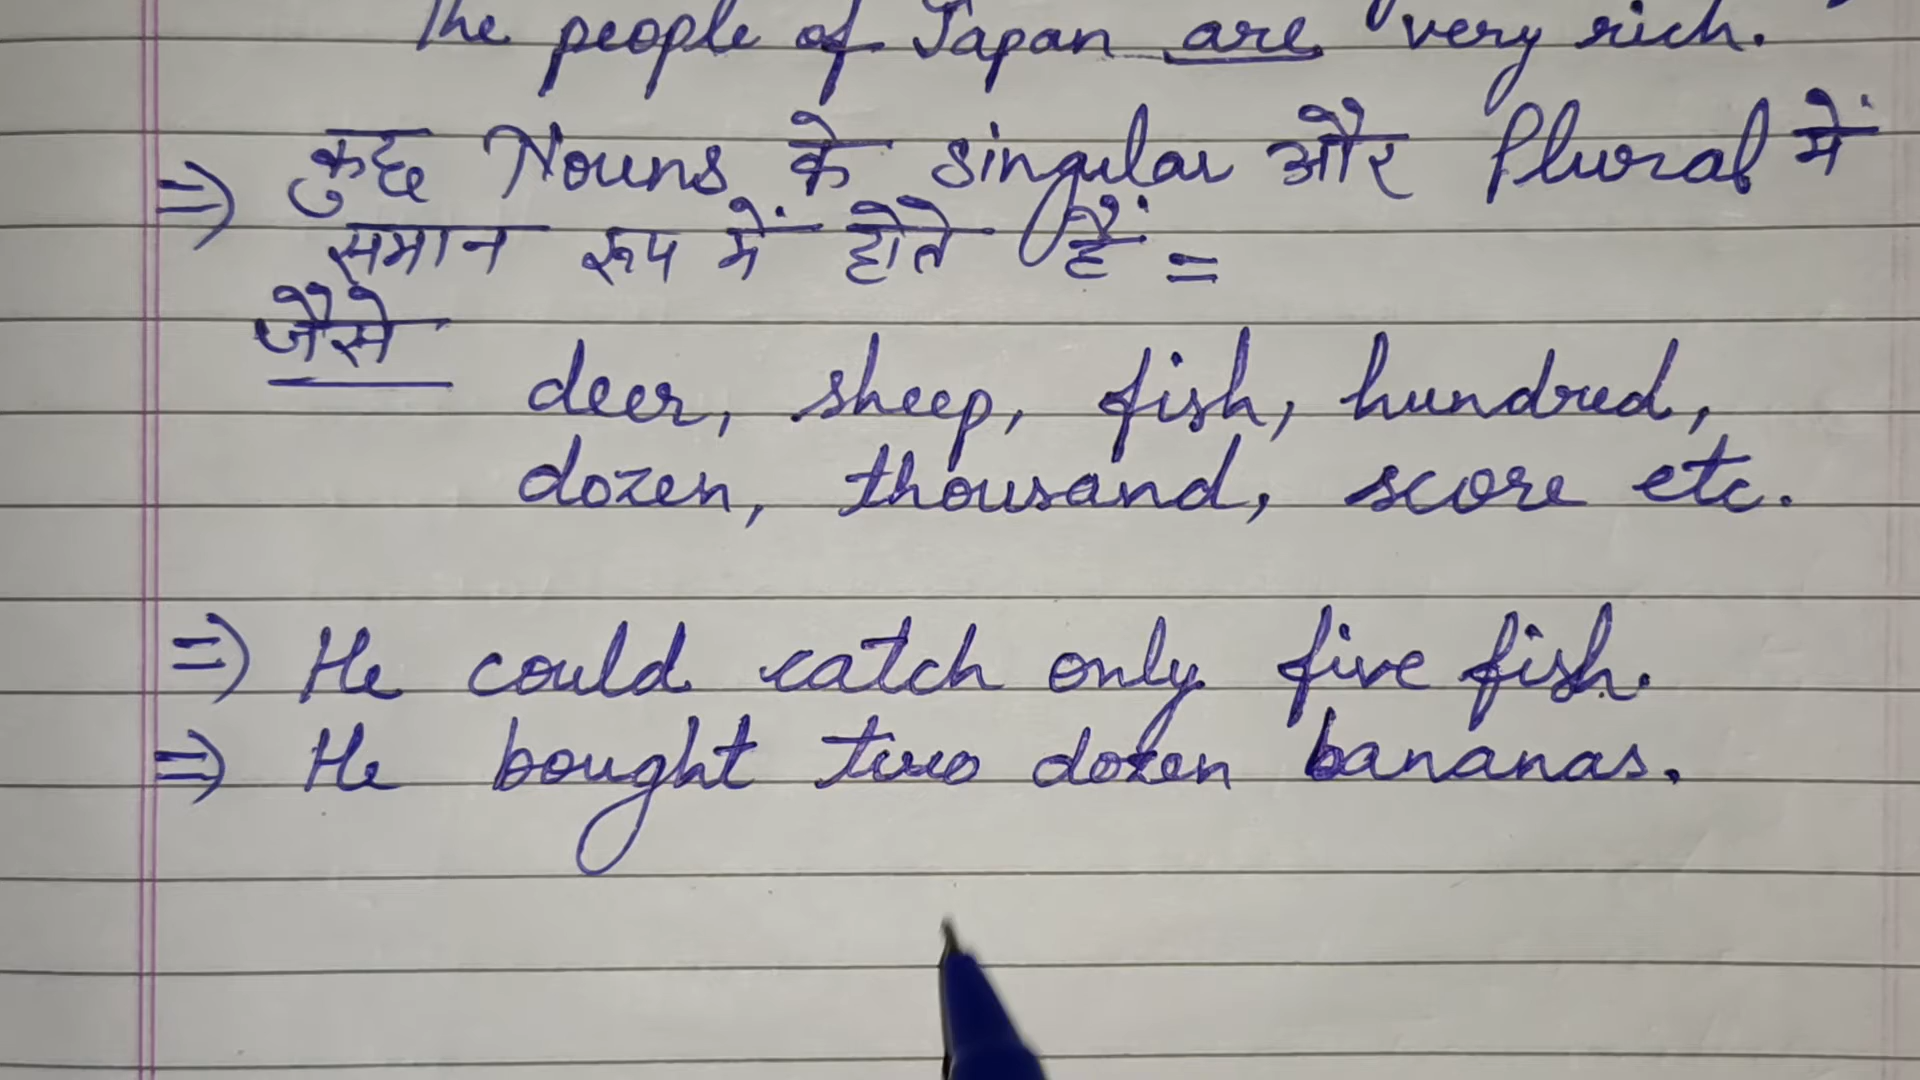 The people of Japan are very rich.
⇒ कुछ Nouns के singular और Plural में
समान रूप में होते हैं =
जैसे
deer, sheep, fish, hundred,
dozen, thousand, score etc.
⇒ He could catch only five fish.
⇒ He bought two dozen bananas.